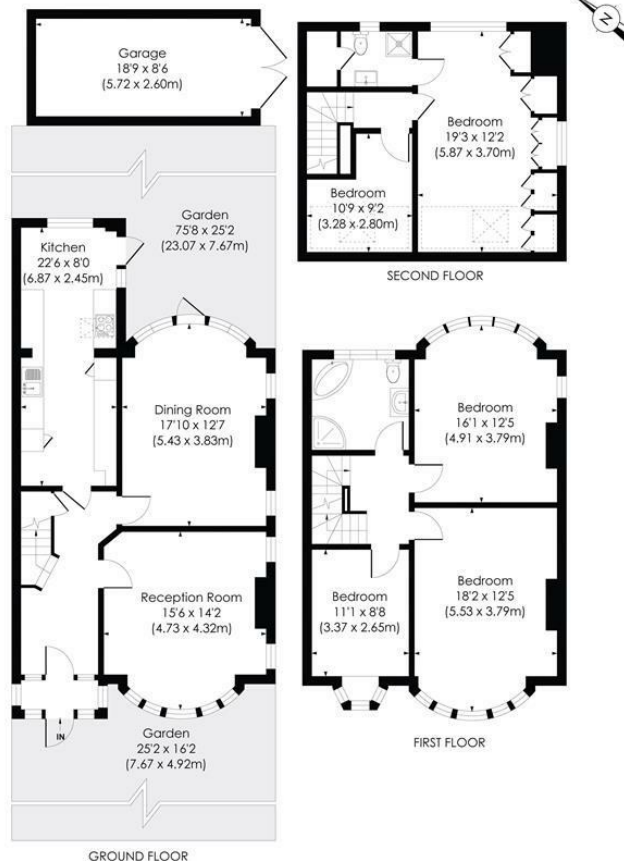 N
Garage
18'9 x 8'6
(5.72 x 2.60m)
Garden
75'8 x 25'2
(23.07 x 7.67m)
Kitchen
22'6 x 8'0
(6.87 x 2.45m)
Dining Room
17'10 x 12'7
(5.43 x 3.83m)
Reception Room
15'6 x 14'2
(4.73 x 4.32m)
IN
Garden
25'2 x 16'2
(7.67 x 4.92m)
GROUND FLOOR
Bedroom
19'3 x 12'2
(5.87 x 3.70m)
Bedroom
10'9 x 9'2
(3.28 x 2.80m)
SECOND FLOOR
Bedroom
16'1 x 12'5
(4.91 x 3.79m)
Bedroom
18'2 x 12'5
(5.53 x 3.79m)
Bedroom
11'1 x 8'8
(3.37 x 2.65m)
FIRST FLOOR